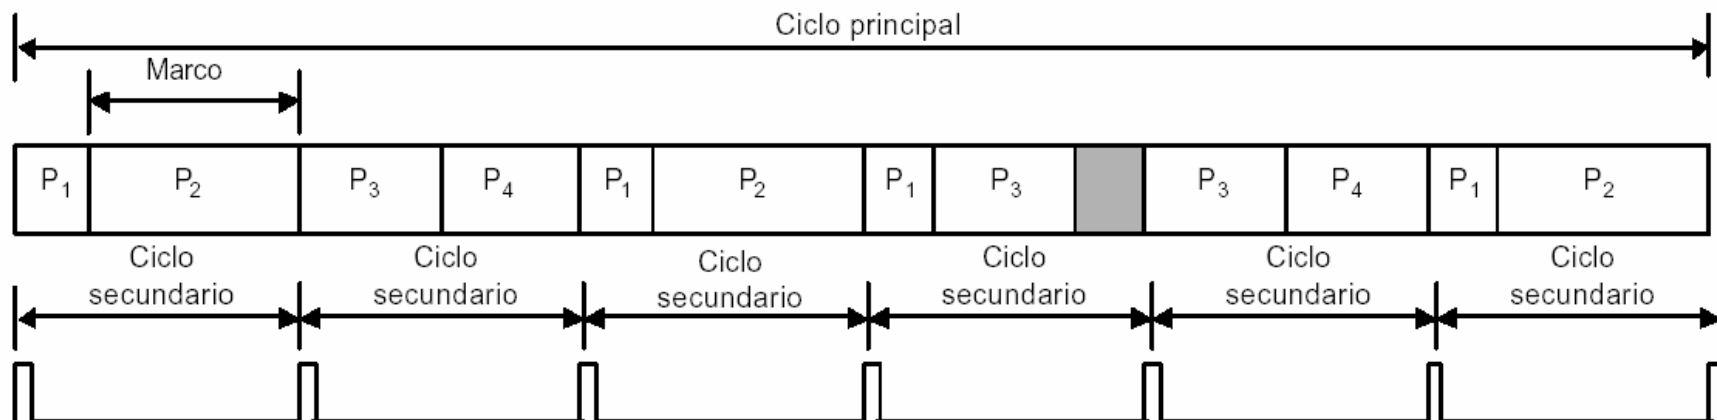 Ciclo principal
Marco
P1 P2 P3 P4 P1 P2 P1 P3 P3 P4 P1 P2
Ciclo secundario Ciclo secundario Ciclo secundario Ciclo secundario Ciclo secundario Ciclo secundario